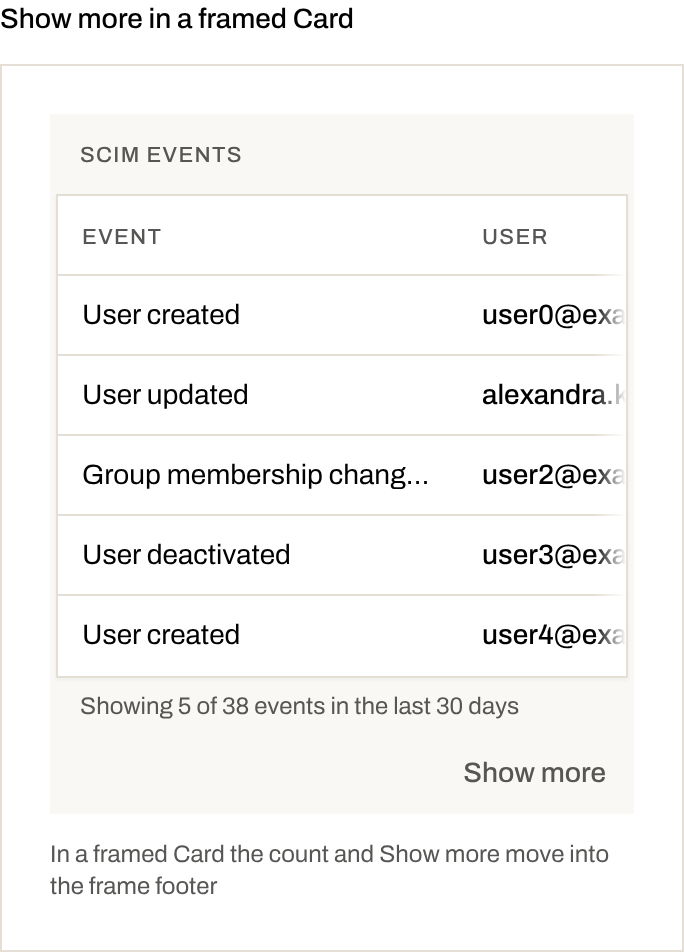 Show more in a framed Card
SCIM EVENTS
EVENT USER
User created user0@exa
User updated alexandra.k
Group membership chang... user2@exa
User deactivated user3@exa
User created user4@exa
Showing 5 of 38 events in the last 30 days
Show more
In a framed Card the count and Show more move into
the frame footer